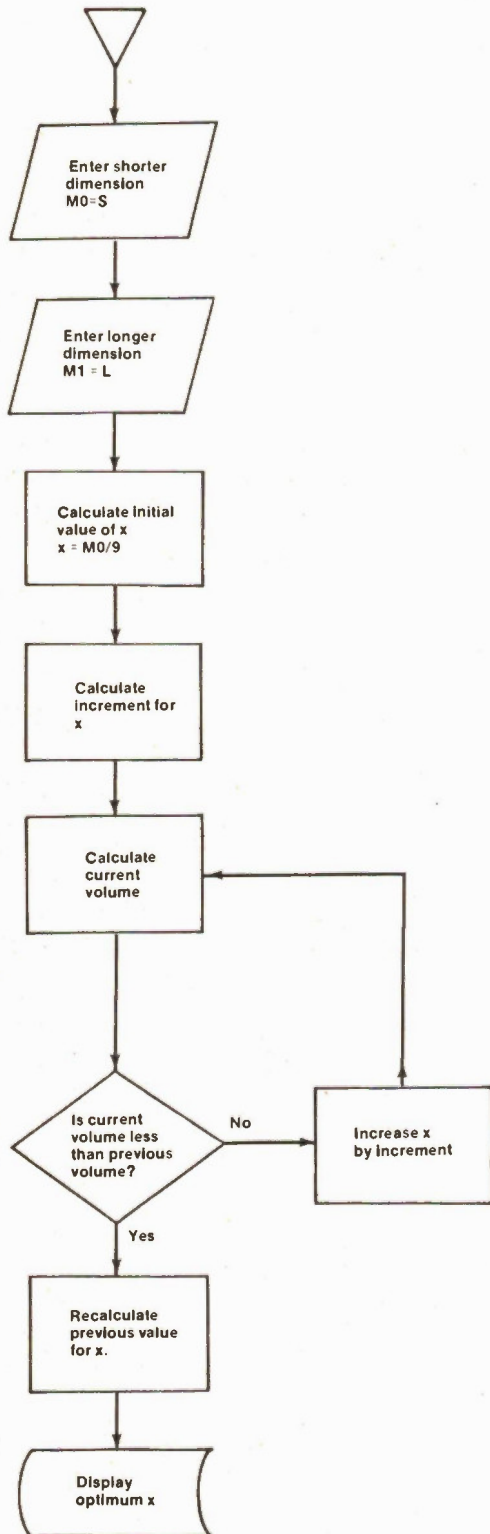 Enter shorter
dimension
M0=S
Enter longer
dimension
M1 = L
Calculate initial
value of x
x = M0/9
Calculate
increment for
x
Calculate
current
volume
Is current
volume less
than previous
volume?
No
Increase x
by increment
Yes
Recalculate
previous value
for x.
Display
optimum x